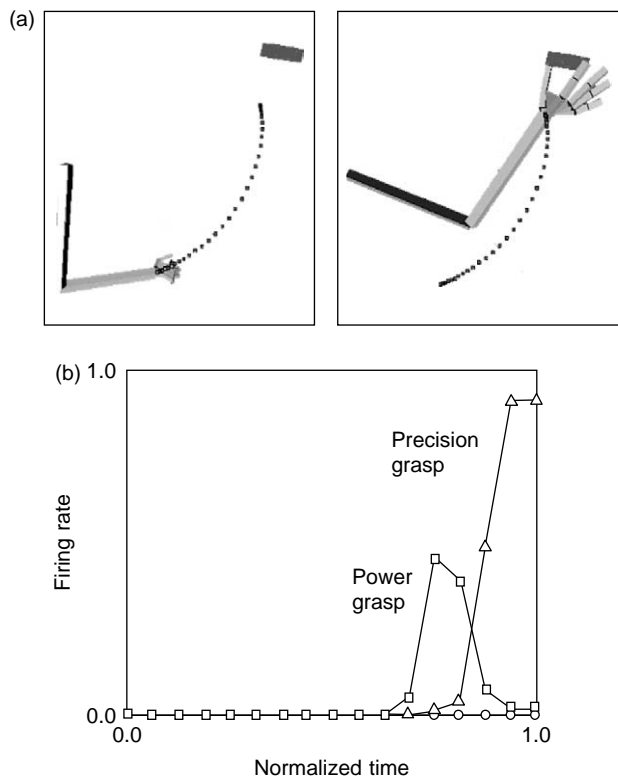 (a)
(b)
1.0
Precision
grasp
Firing rate
Power
grasp
0.0
0.0
1.0
Normalized time